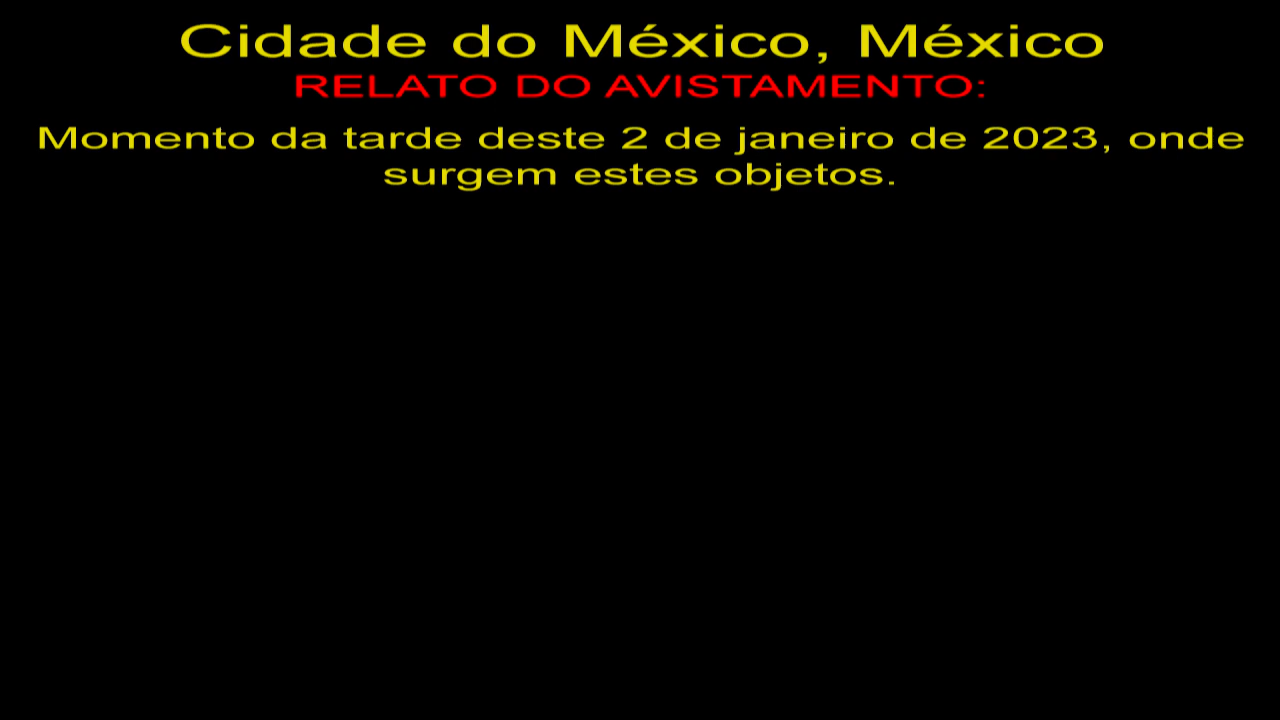 Cidade do México, México
RELATO DO AVISTAMENTO:
Momento da tarde deste 2 de janeiro de 2023, onde
surgem estes objetos.